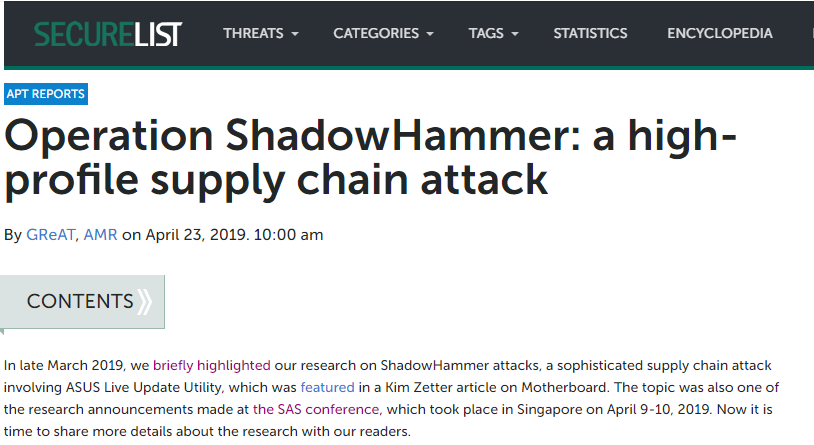 SECURELIST THREATS CATEGORIES TAGS STATISTICS ENCYCLOPEDIA
APT REPORTS
Operation ShadowHammer: a high-
profile supply chain attack
By GReAT, AMR on April 23, 2019. 10:00 am
CONTENTS
In late March 2019, we briefly highlighted our research on ShadowHammer attacks, a sophisticated supply chain attack
involving ASUS Live Update Utility, which was featured in a Kim Zetter article on Motherboard. The topic was also one of
the research announcements made at the SAS conference, which took place in Singapore on April 9-10, 2019. Now it is
time to share more details about the research with our readers.